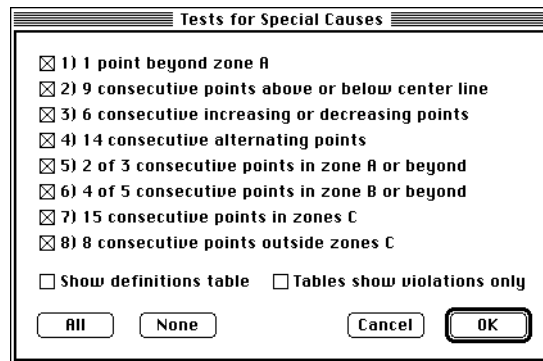 Tests for Special Causes
1) 1 point beyond zone A
2) 9 consecutive points above or below center line
3) 6 consecutive increasing or decreasing points
4) 14 consecutive alternating points
5) 2 of 3 consecutive points in zone A or beyond
6) 4 of 5 consecutive points in zone B or beyond
7) 15 consecutive points in zones C
8) 8 consecutive points outside zones C
Show definitions table Tables show violations only
All None Cancel OK